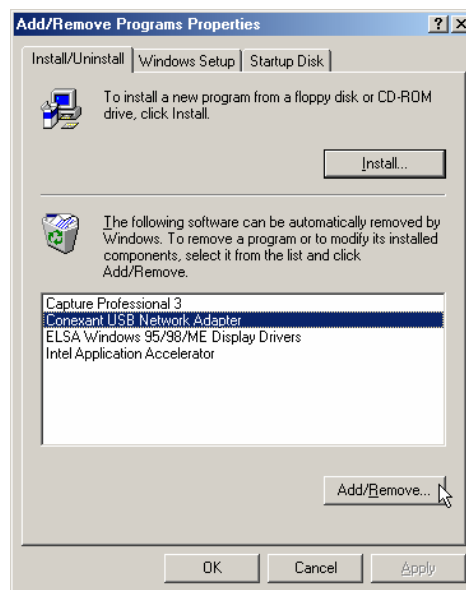 Add/Remove Programs Properties
Install/Uninstall Windows Setup Startup Disk
To install a new program from a floppy disk or CD-ROM
drive, click Install.
Install...
The following software can be automatically removed by
Windows. To remove a program or to modify its installed
components, select it from the list and click
Add/Remove.
Capture Professional 3
Conexant USB Network Adapter
ELSA Windows 95/98/ME Display Drivers
Intel Application Accelerator
Add/Remove...
OK Cancel Apply